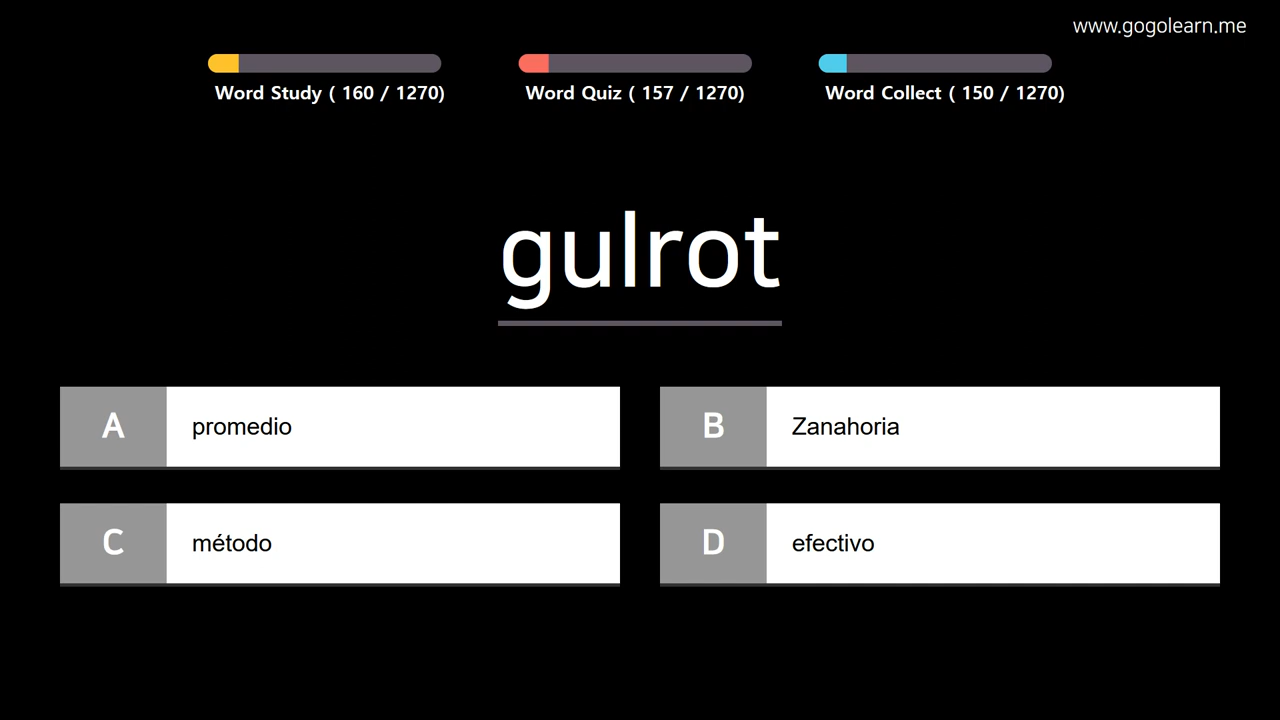 www.gogolearn.me
Word Study ( 160 / 1270)
Word Quiz ( 157 / 1270)
Word Collect ( 150 / 1270)
gulrot
A
promedio
B
Zanahoria
C
método
D
efectivo